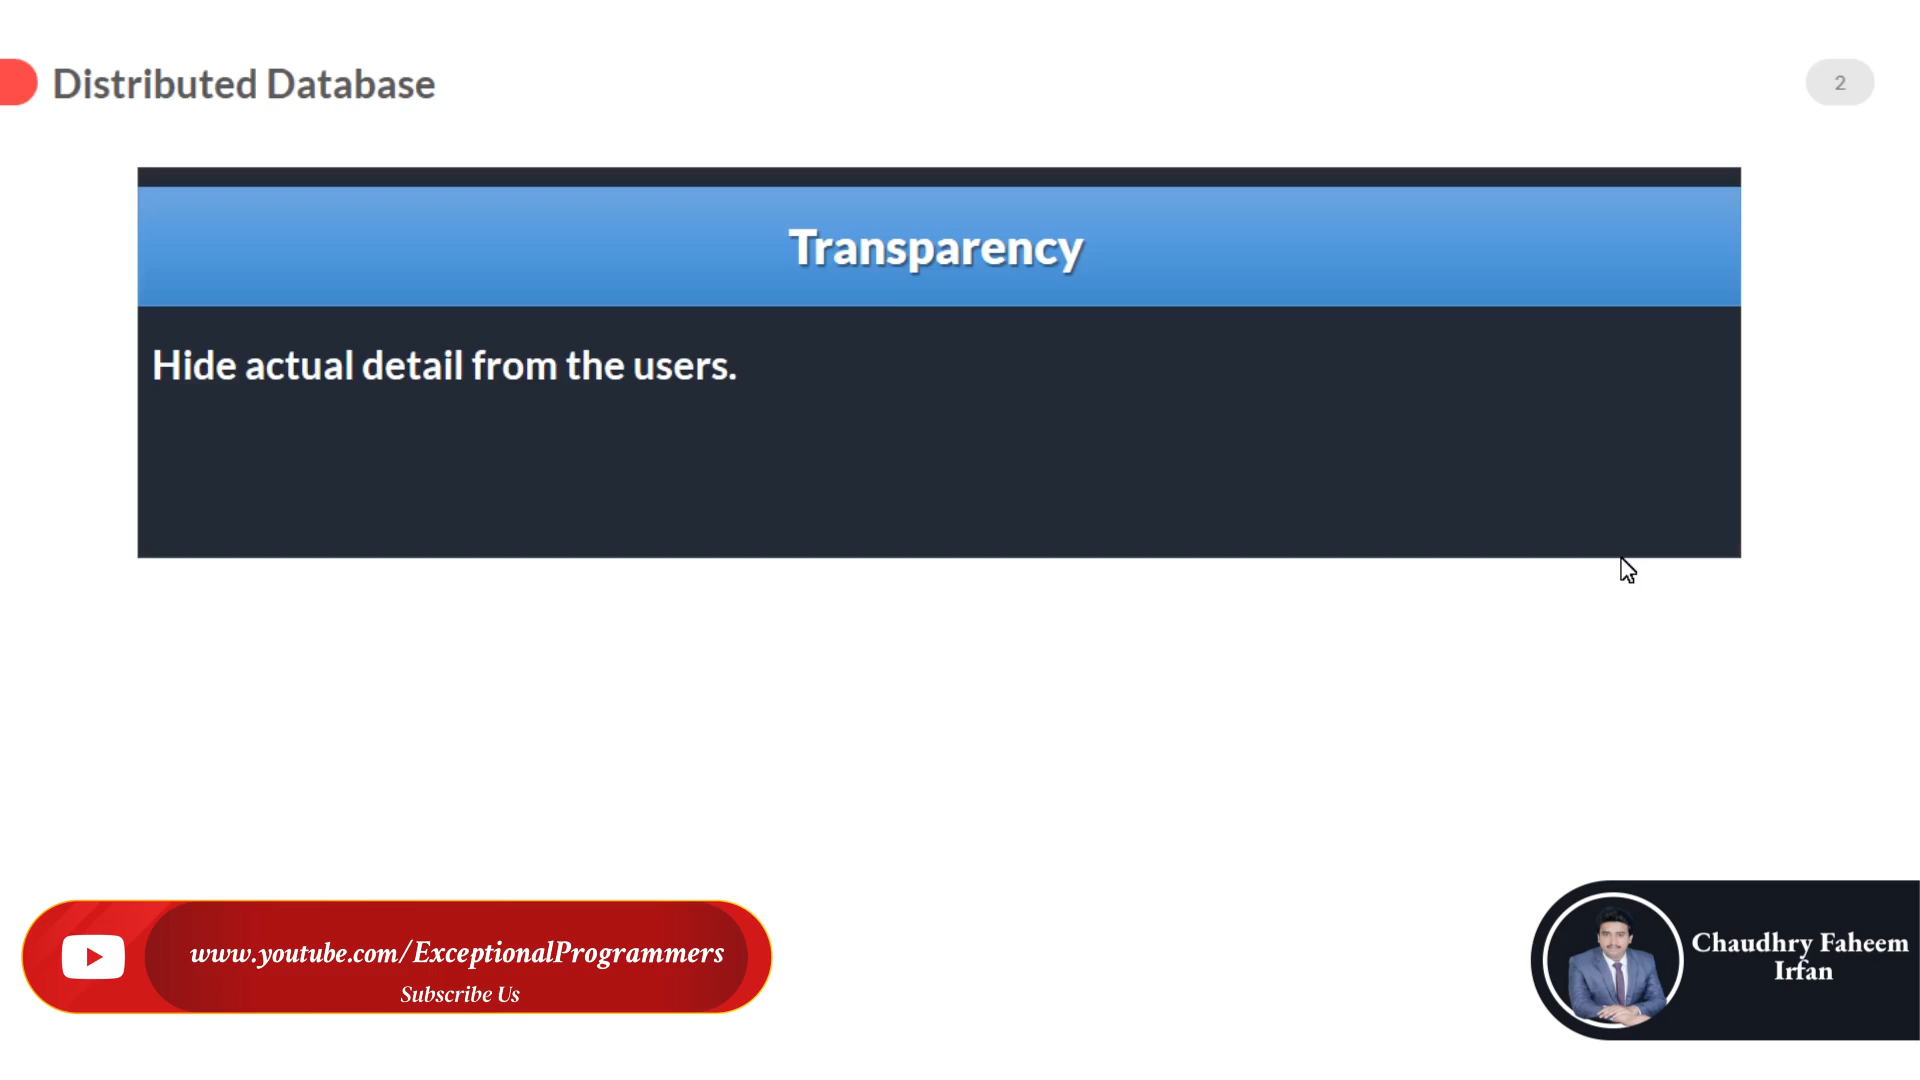 Distributed Database
2
Transparency
Hide actual detail from the users.
www.youtube.com/ExceptionalProgrammers
Subscribe Us
Chaudhry Faheem
Irfan